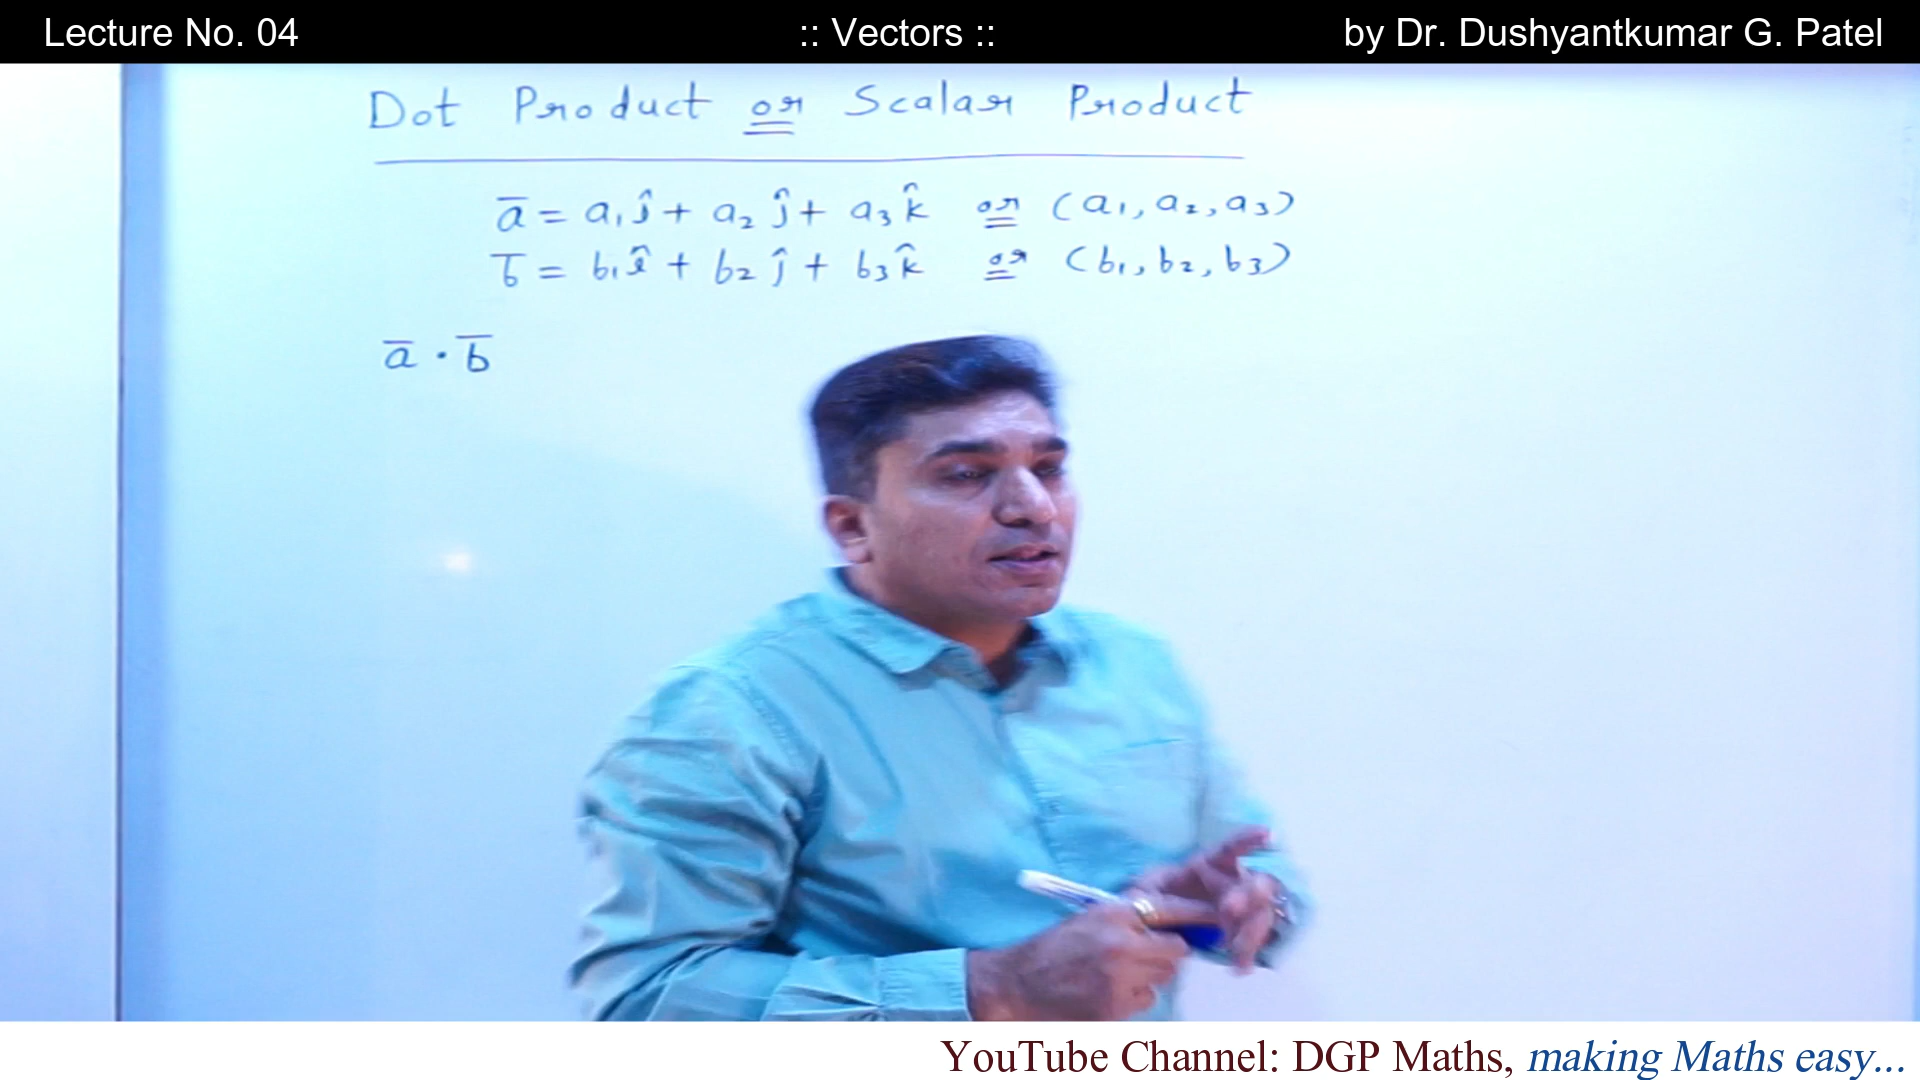 Lecture No. 04 :: Vectors :: by Dr. Dushyantkumar G. Patel
Dot Product or Scalar Product
a̅ = a₁ĵ + a₂ĵ + a₃k̂ or (a₁, a₂, a₃)
b̅ = b₁î + b₂ĵ + b₃k̂ or (b₁, b₂, b₃)
a̅ · b̅
YouTube Channel: DGP Maths, making Maths easy...